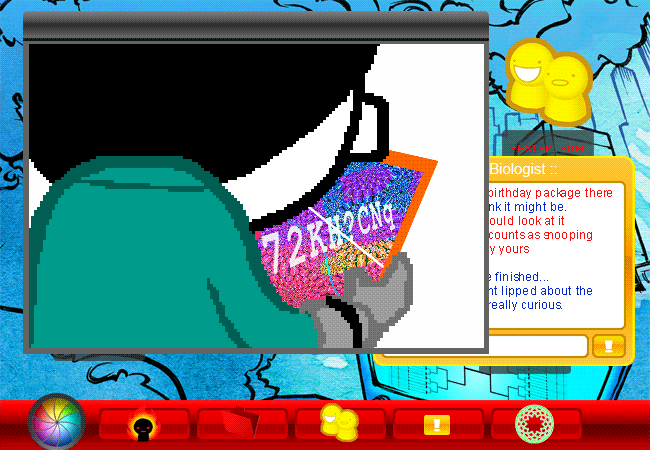 Biologist ::
birthday package there
nk it might be.
ould look at it
counts as snooping
y yours
e finished...
nt lipped about the
really curious.